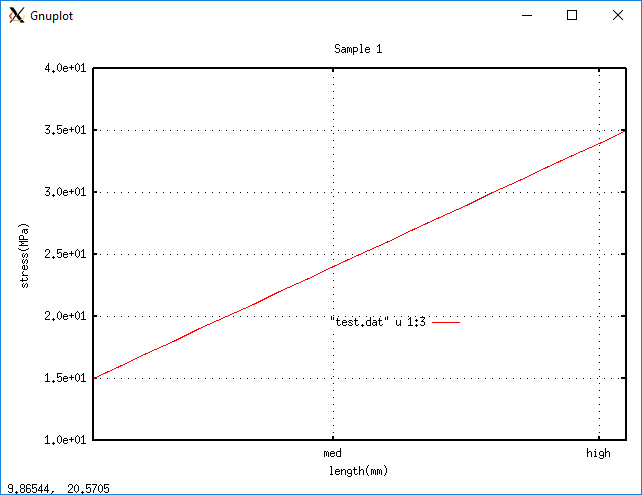 Gnuplot
Sample 1
4.0e+01
3.5e+01
3.0e+01
2.5e+01
2.0e+01
1.5e+01
1.0e+01
stress(MPa)
"test.dat" u 1:3
med high
length(mm)
9.86544, 20.5705